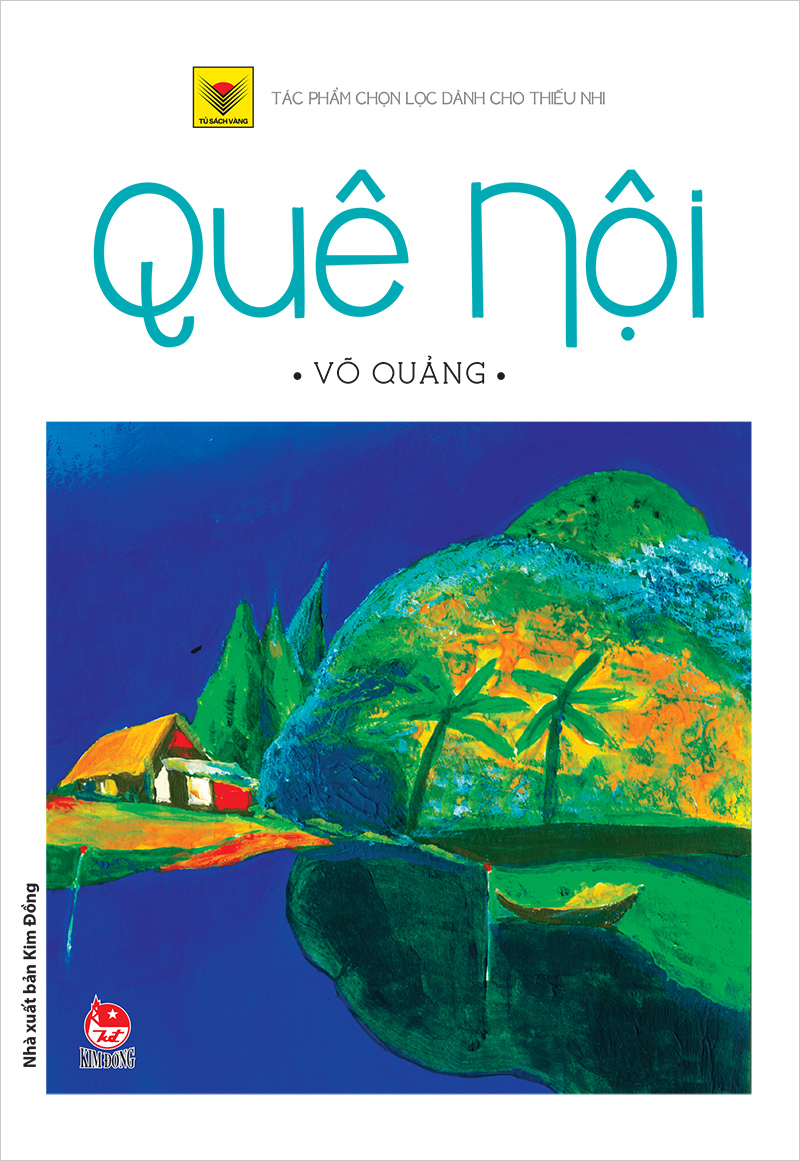 TỦ SÁCH VÀNG
TÁC PHẨM CHỌN LỌC DÀNH CHO THIẾU NHI
Quê Nội
• VÕ QUẢNG •
Nhà xuất bản Kim Đồng
KIM ĐỒNG